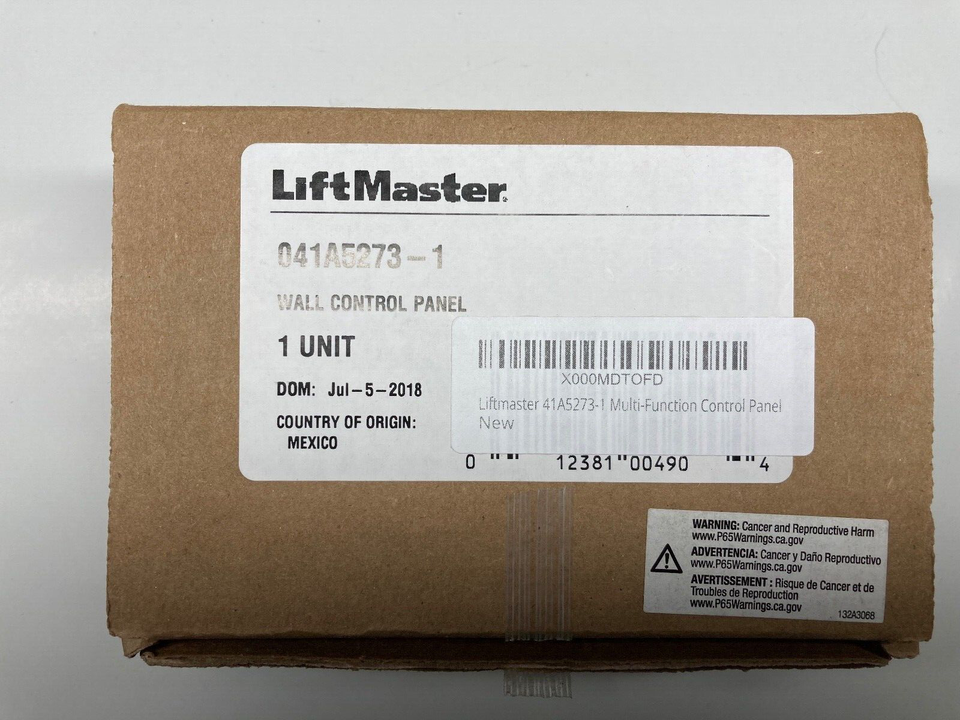 LiftMaster
041A5273-1
WALL CONTROL PANEL
1 UNIT
DOM: Jul-5-2018
COUNTRY OF ORIGIN:
MEXICO
X000MDTOFD
Liftmaster 41A5273-1 Multi-Function Control Panel
New
0 12381 00490 4
WARNING: Cancer and Reproductive Harm
www.P65Warnings.ca.gov
ADVERTENCIA: Cancer y Daño Reproductivo
www.P65Warnings.ca.gov
AVERTISSEMENT : Risque de Cancer et de
Troubles de Reproduction
www.P65Warnings.ca.gov
132A3068